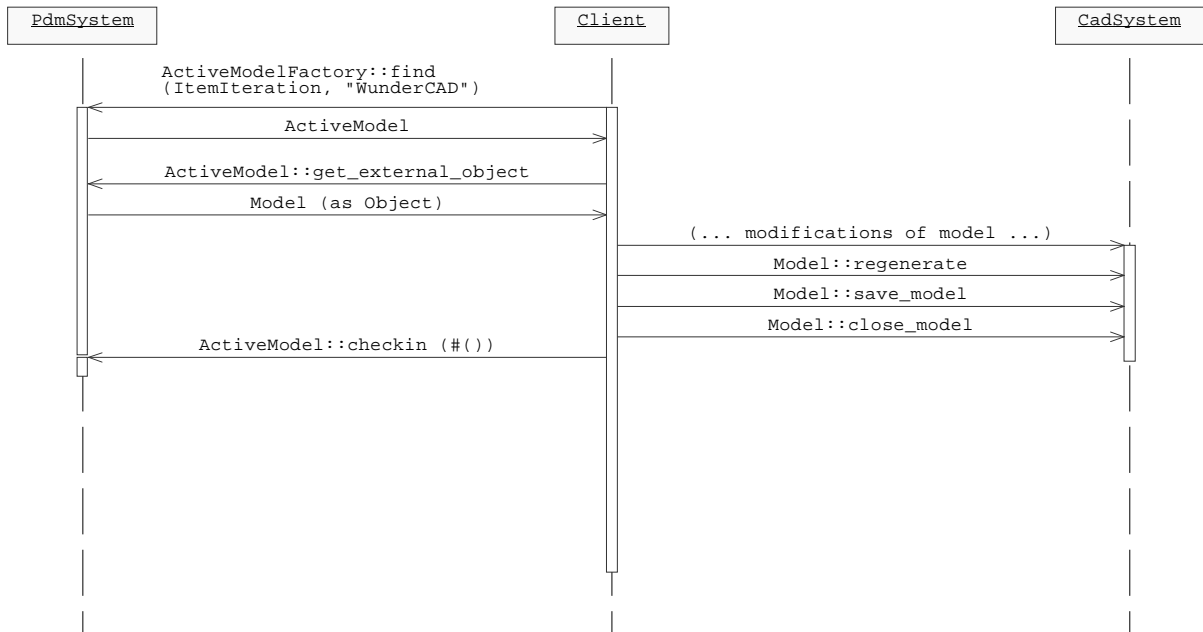 PdmSystem
Client
CadSystem
ActiveModelFactory::find
(ItemIteration, "WunderCAD")
ActiveModel
ActiveModel::get_external_object
Model (as Object)
(... modifications of model ...)
Model::regenerate
Model::save_model
Model::close_model
ActiveModel::checkin (#())